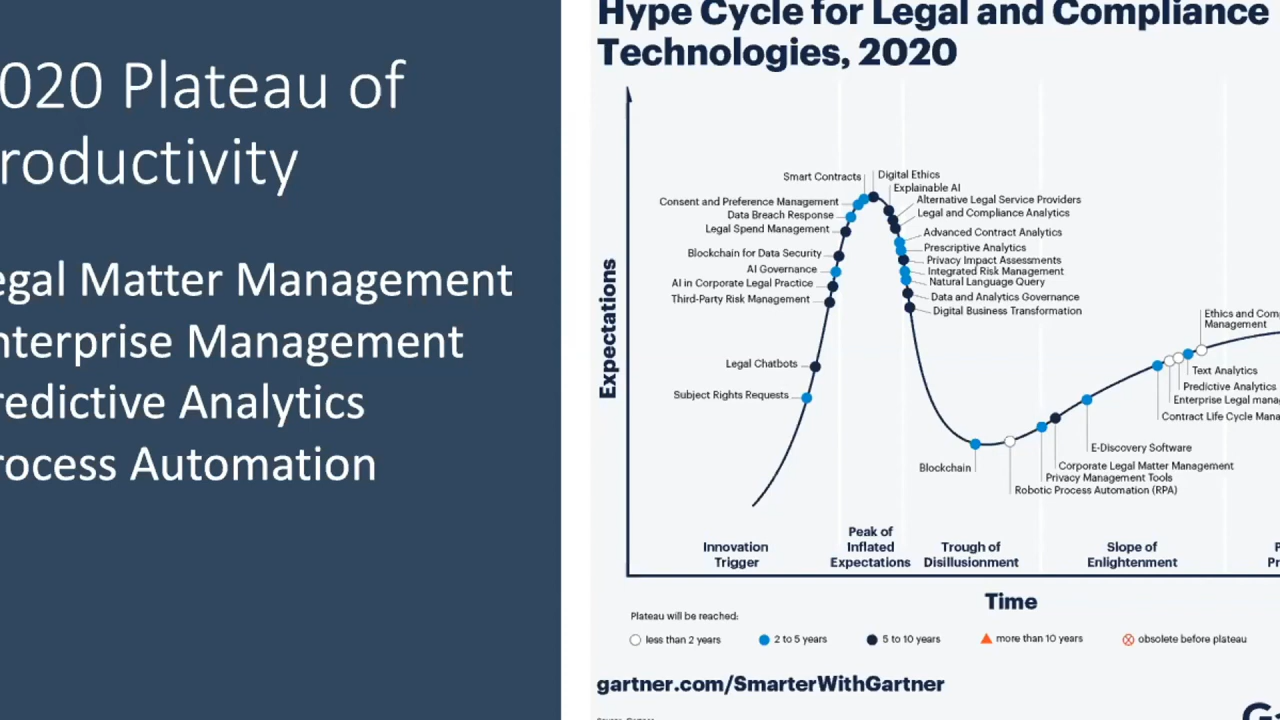 020 Plateau of
roductivity
egal Matter Management
nterprise Management
redictive Analytics
rocess Automation
Hype Cycle for Legal and Compliance
Technologies, 2020
Expectations
Smart Contracts
Consent and Preference Management
Data Breach Response
Legal Spend Management
Blockchain for Data Security
AI Governance
AI in Corporate Legal Practice
Third-Party Risk Management
Legal Chatbots
Subject Rights Requests
Digital Ethics
Explainable AI
Alternative Legal Service Providers
Legal and Compliance Analytics
Advanced Contract Analytics
Prescriptive Analytics
Privacy Impact Assessments
Integrated Risk Management
Natural Language Query
Data and Analytics Governance
Digital Business Transformation
Blockchain
Robotic Process Automation (RPA)
Privacy Management Tools
Corporate Legal Matter Management
E-Discovery Software
Contract Life Cycle Mana
Enterprise Legal mana
Predictive Analytics
Text Analytics
Ethics and Com
Management
Innovation
Trigger
Peak of
Inflated
Expectations
Trough of
Disillusionment
Slope of
Enlightenment
P
Pr
Time
Plateau will be reached:
less than 2 years
2 to 5 years
5 to 10 years
more than 10 years
obsolete before plateau
gartner.com/SmarterWithGartner
Ga